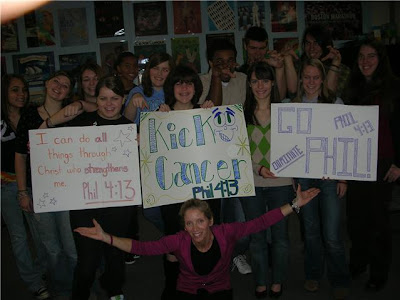 I can do all
things through
Christ who strengthens
me. Phil 4:13
Kick
Cancer
Phil 4:13
GO
PHIL
4:13
PHIL!